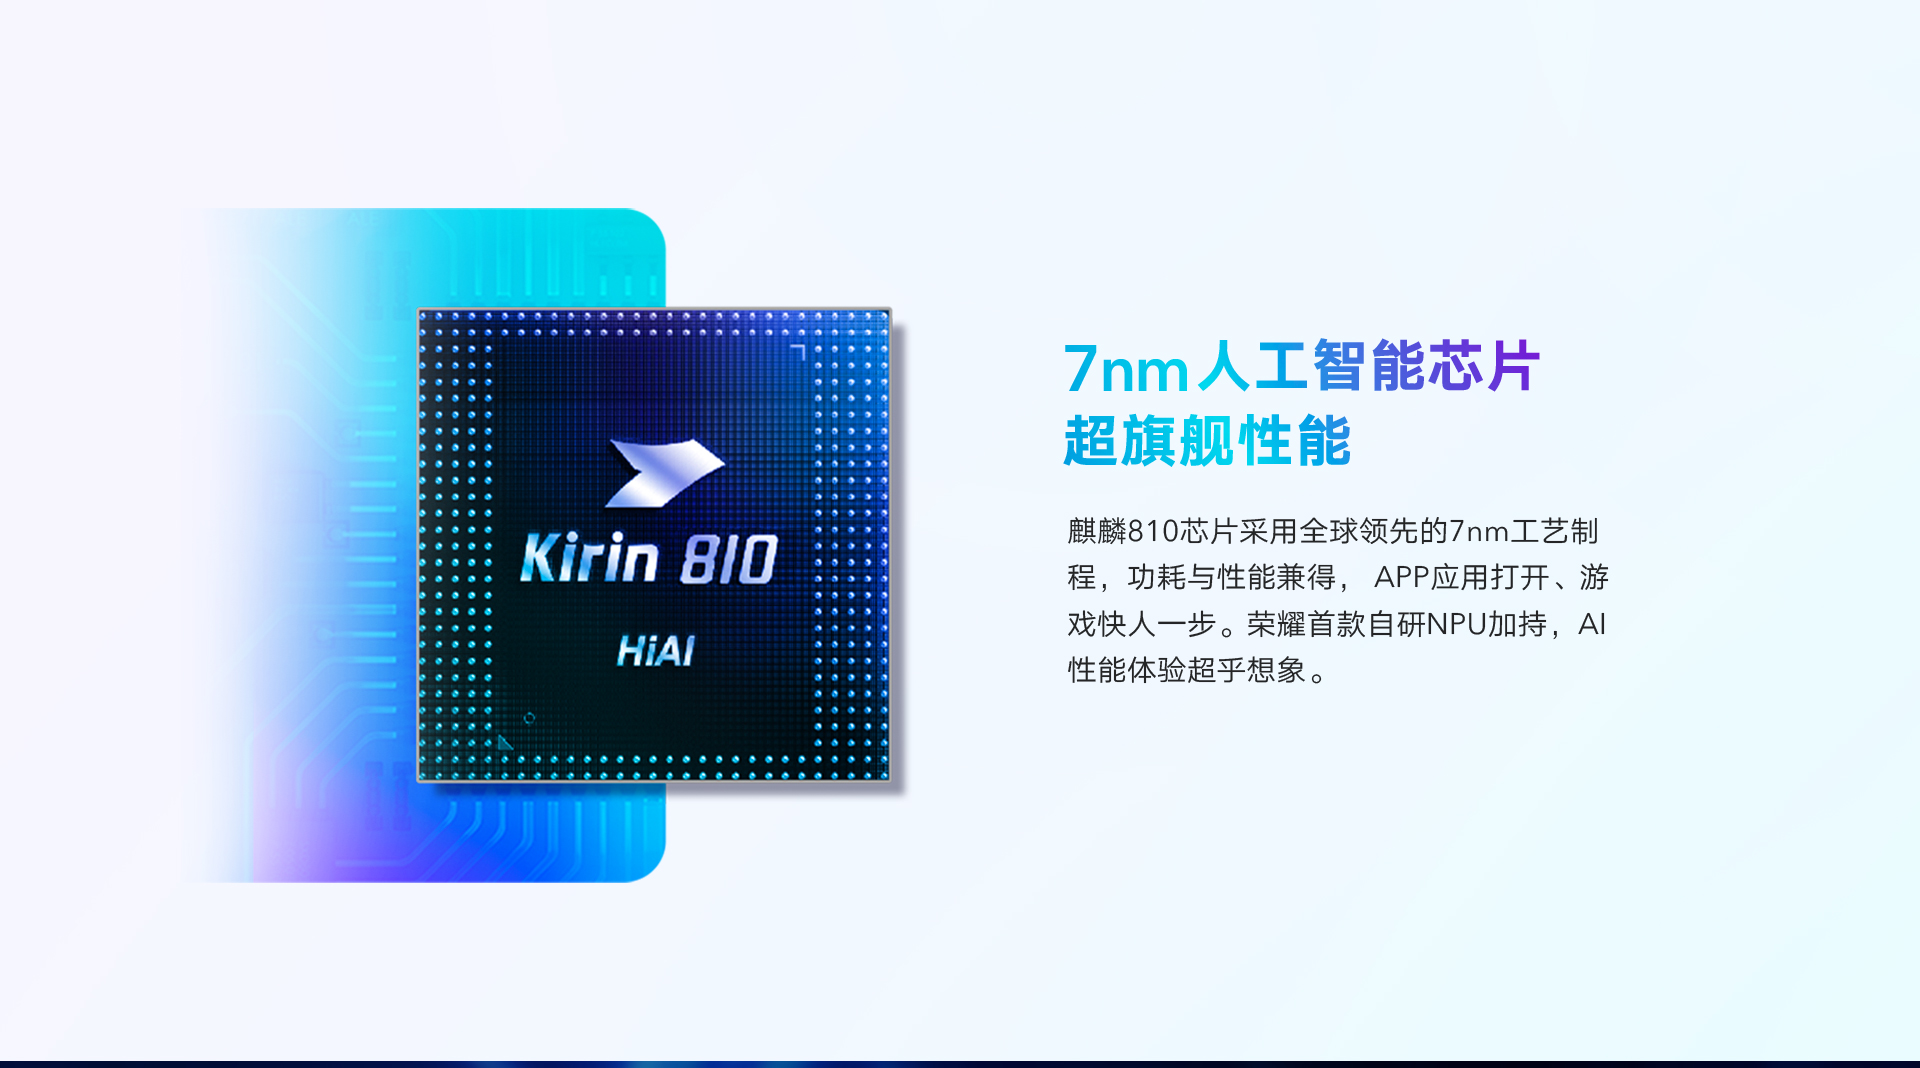 Kirin 810
HiAI
7nm人工智能芯片
超旗舰性能
麒麟810芯片采用全球领先的7nm工艺制
程，功耗与性能兼得， APP应用打开、游
戏快人一步。荣耀首款自研NPU加持，AI
性能体验超乎想象。